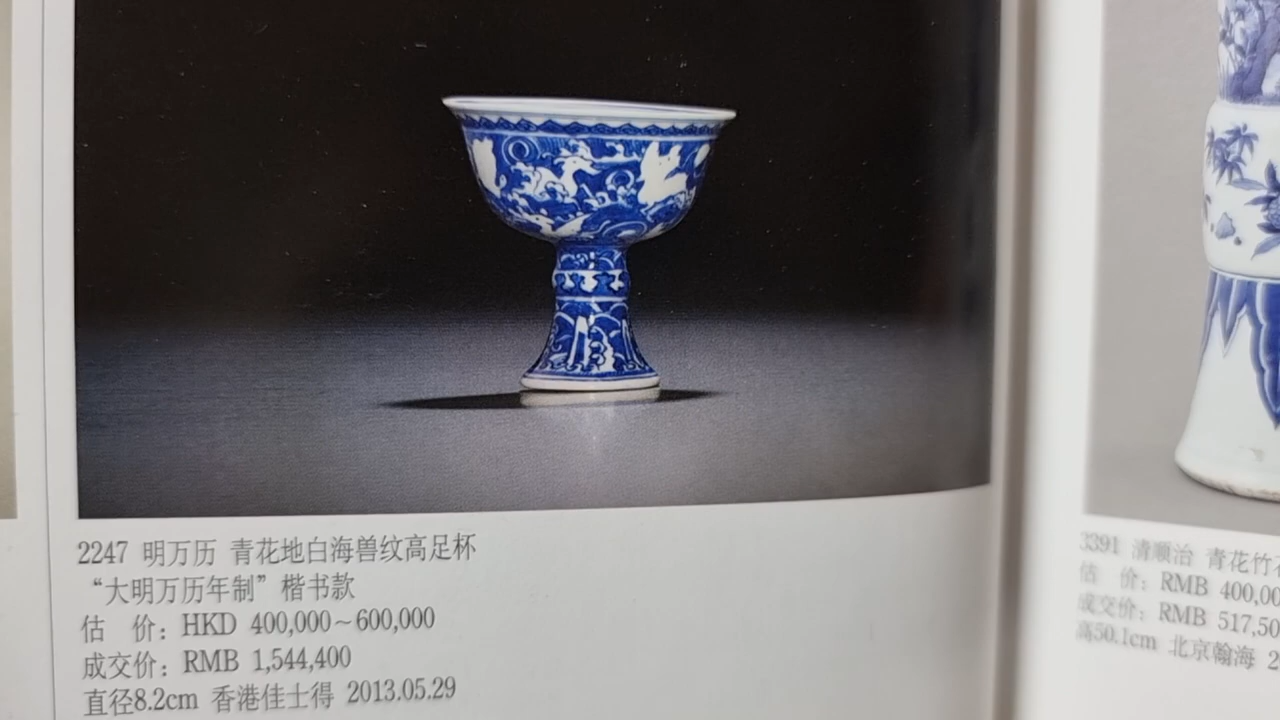 2247 明万历 青花地白海兽纹高足杯
“大明万历年制”楷书款
估 价：HKD 400,000~600,000
成交价：RMB 1,544,400
直径8.2cm 香港佳士得 2013.05.29
3391 清顺治 青花竹
估 价：RMB 400,00
成交价：RMB 517,50
高50.1cm 北京翰海 2